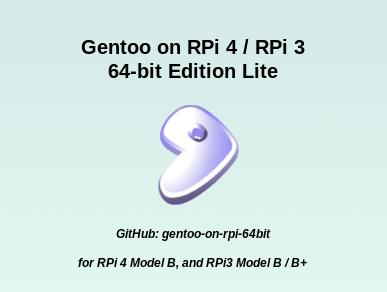 Gentoo on RPi 4 / RPi 3
64-bit Edition Lite
GitHub: gentoo-on-rpi-64bit
for RPi 4 Model B, and RPi3 Model B / B+